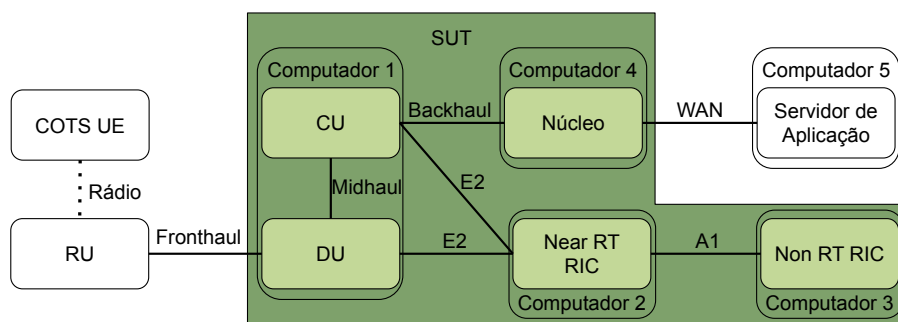 SUT
Computador 1
Computador 4
Computador 5
COTS UE
CU
Backhaul
Núcleo
WAN
Servidor de
Aplicação
Rádio
Midhaul
E2
RU
Fronthaul
DU
E2
Near RT
RIC
A1
Non RT RIC
Computador 2
Computador 3